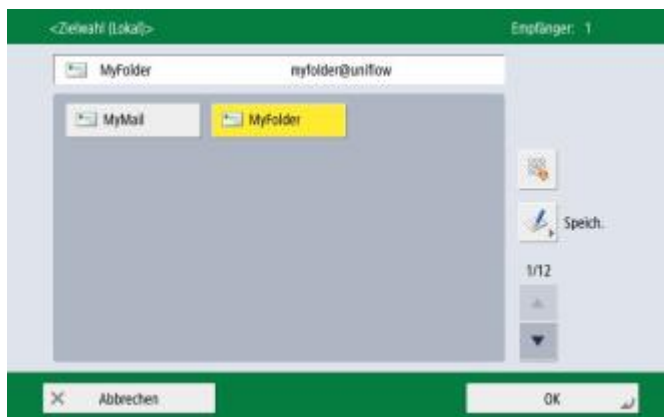 <Zielwahl (Lokal)> Empfänger: 1
MyFolder myfolder@uniflow
MyMail MyFolder
Speich.
1/12
Abbrechen OK